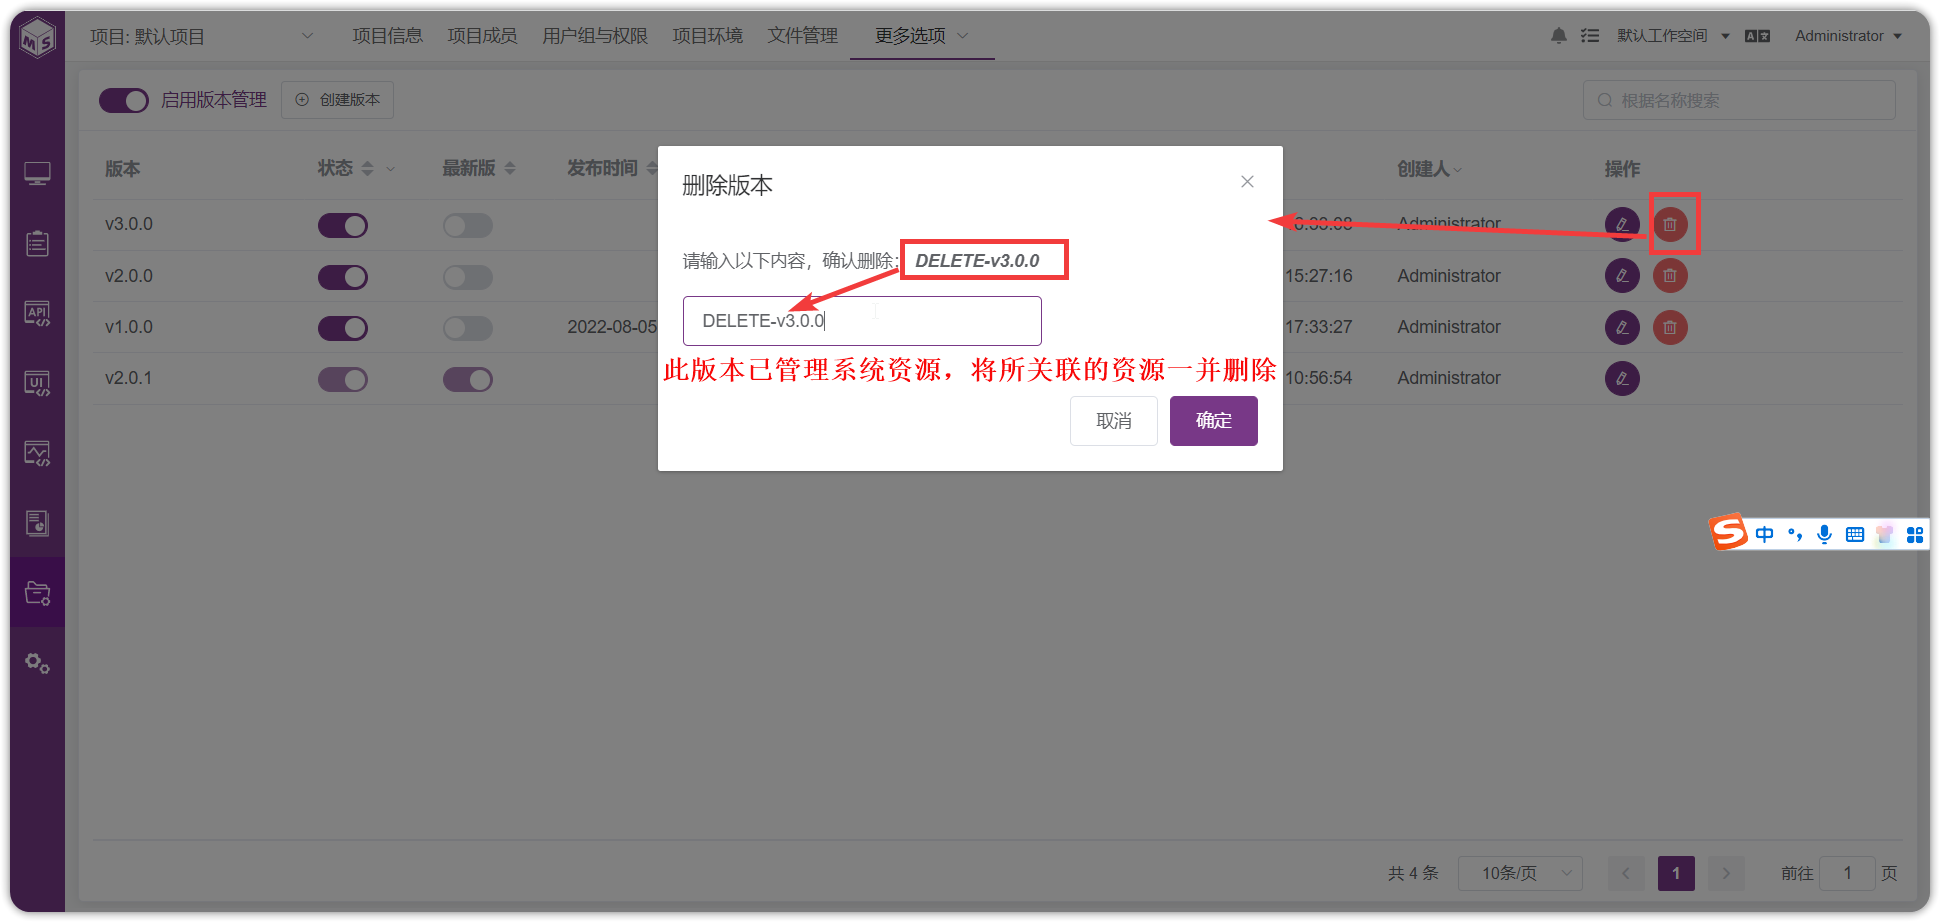 MS
项目: 默认项目
项目信息
项目成员
用户组与权限
项目环境
文件管理
更多选项
默认工作空间
Administrator
启用版本管理
创建版本
根据名称搜索
版本
状态
最新版
发布时间
创建人
操作
v3.0.0
Administrator
v2.0.0
15:27:16
Administrator
v1.0.0
2022-08-05
17:33:27
Administrator
v2.0.1
10:56:54
Administrator
删除版本
请输入以下内容，确认删除: DELETE-v3.0.0
DELETE-v3.0.0
此版本已管理系统资源，将所关联的资源一并删除
取消
确定
API
UI
S 中
共 4 条
10条/页
1
前往
1
页